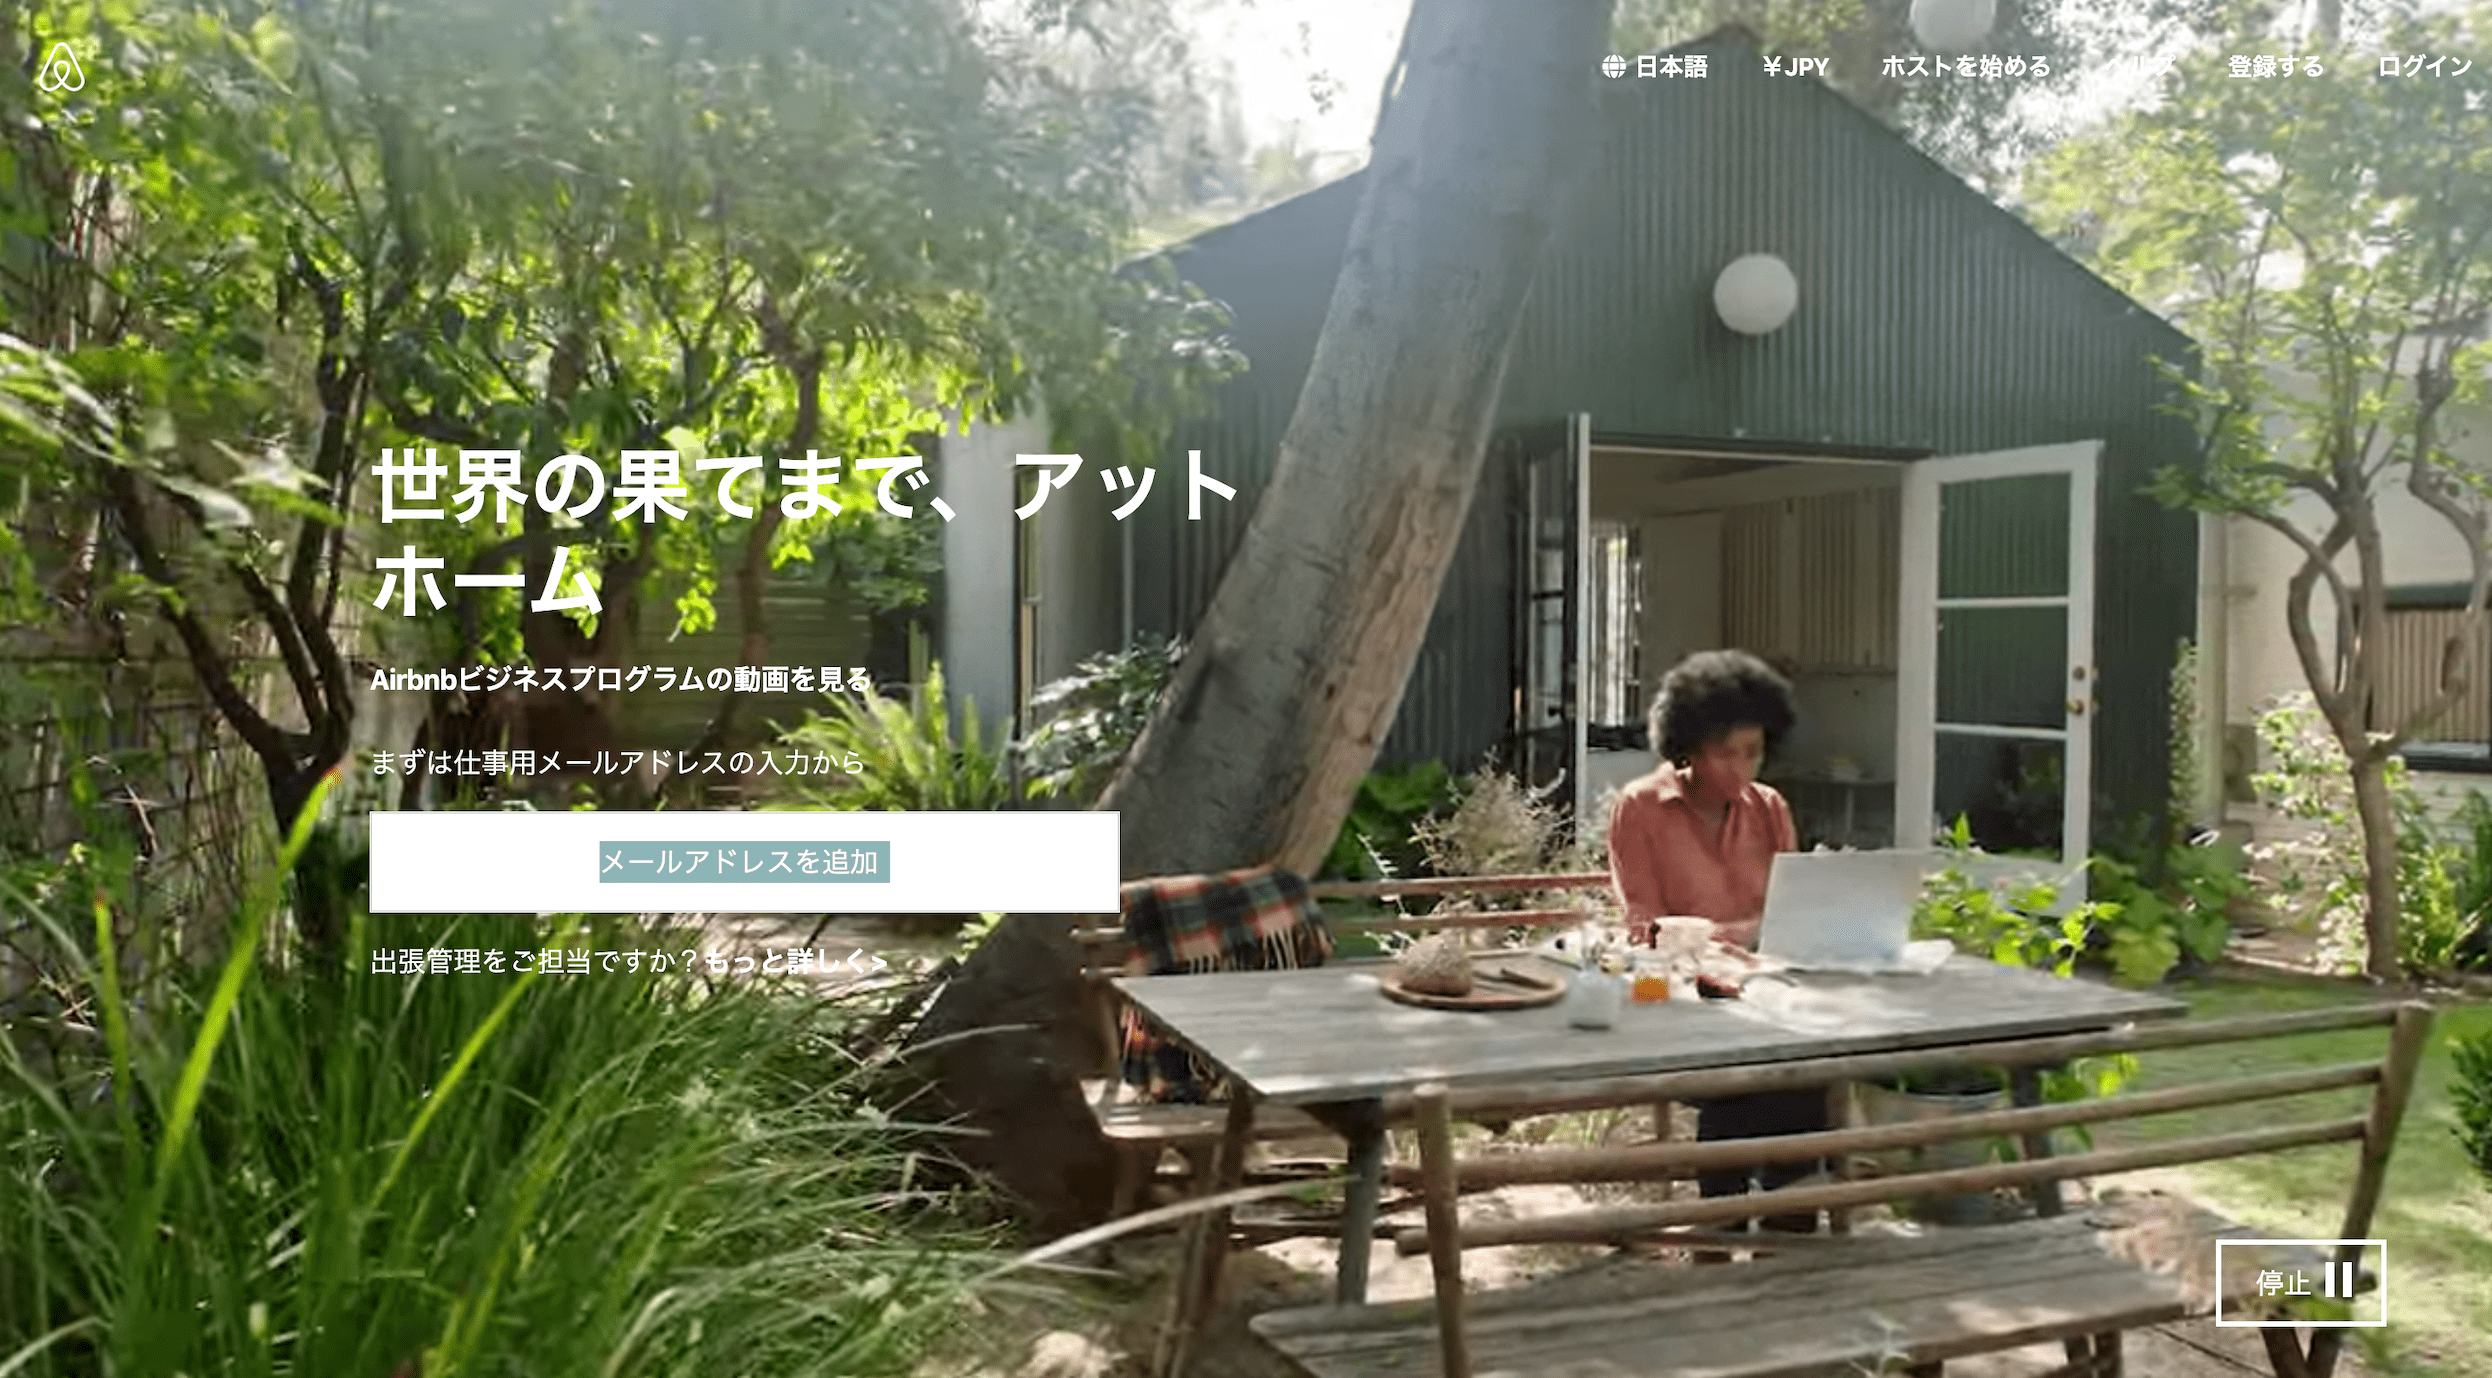 日本語 ￥JPY ホストを始める ヘルプ 登録する ログイン
世界の果てまで、アット
ホーム
Airbnbビジネスプログラムの動画を見る
まずは仕事用メールアドレスの入力から
メールアドレスを追加
出張管理をご担当ですか？もっと詳しく>
停止